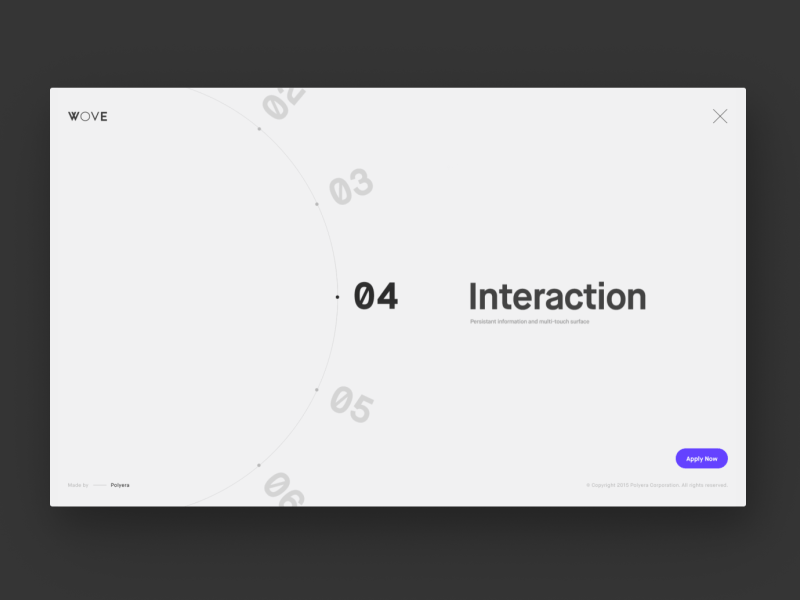 WOVE
02
03
04
Interaction
Persistent information and multi-touch surface
05
06
Apply Now
Made by
Polyera
© Copyright 2015 Polyera Corporation. All rights reserved.